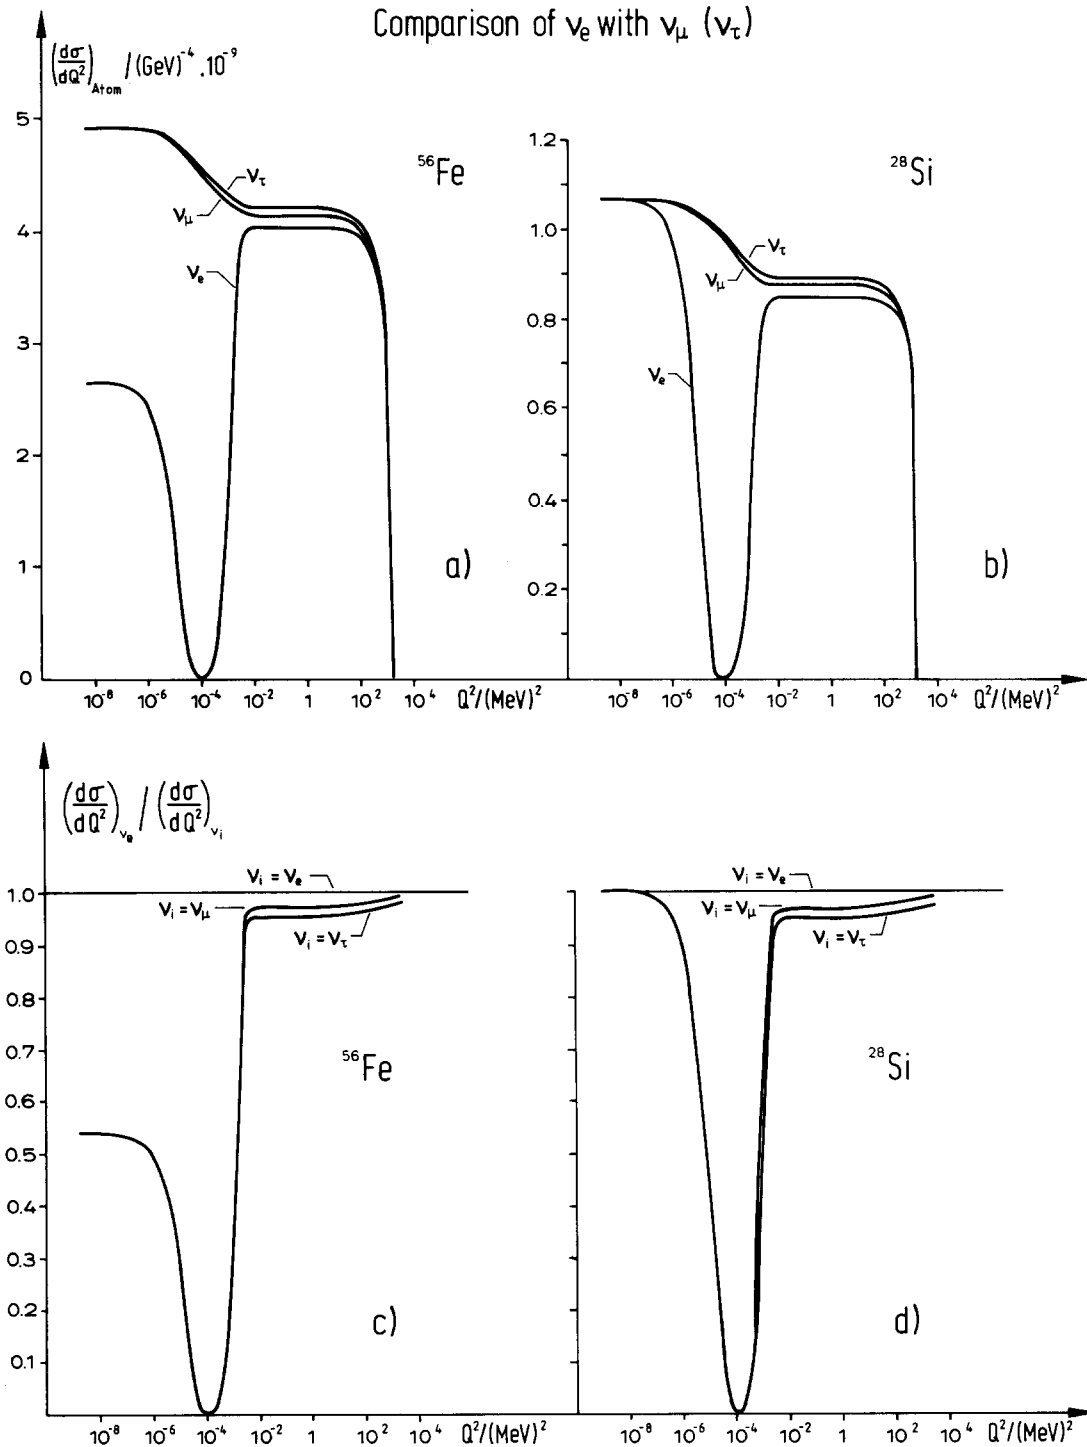 Comparison of νe with νμ (ντ)
(dσ/dQ²)Atom / (GeV)⁻⁴ .10⁻⁹
5
4
3
2
1
0
⁵⁶Fe
ντ
νμ
νe
a)
10⁻⁸ 10⁻⁶ 10⁻⁴ 10⁻² 1 10² 10⁴ Q²/(MeV)²
1.2
1.0
0.8
0.6
0.4
0.2
²⁸Si
ντ
νμ
νe
b)
10⁻⁸ 10⁻⁶ 10⁻⁴ 10⁻² 1 10² 10⁴ Q²/(MeV)²
(dσ/dQ²)νe / (dσ/dQ²)νi
1.0
0.9
0.8
0.7
0.6
0.5
0.4
0.3
0.2
0.1
νi = νe
νi = νμ
νi = ντ
⁵⁶Fe
c)
10⁻⁸ 10⁻⁶ 10⁻⁴ 10⁻² 1 10² 10⁴ Q²/(MeV)²
νi = νe
νi = νμ
νi = ντ
²⁸Si
d)
10⁻⁸ 10⁻⁶ 10⁻⁴ 10⁻² 1 10² 10⁴ Q²/(MeV)²